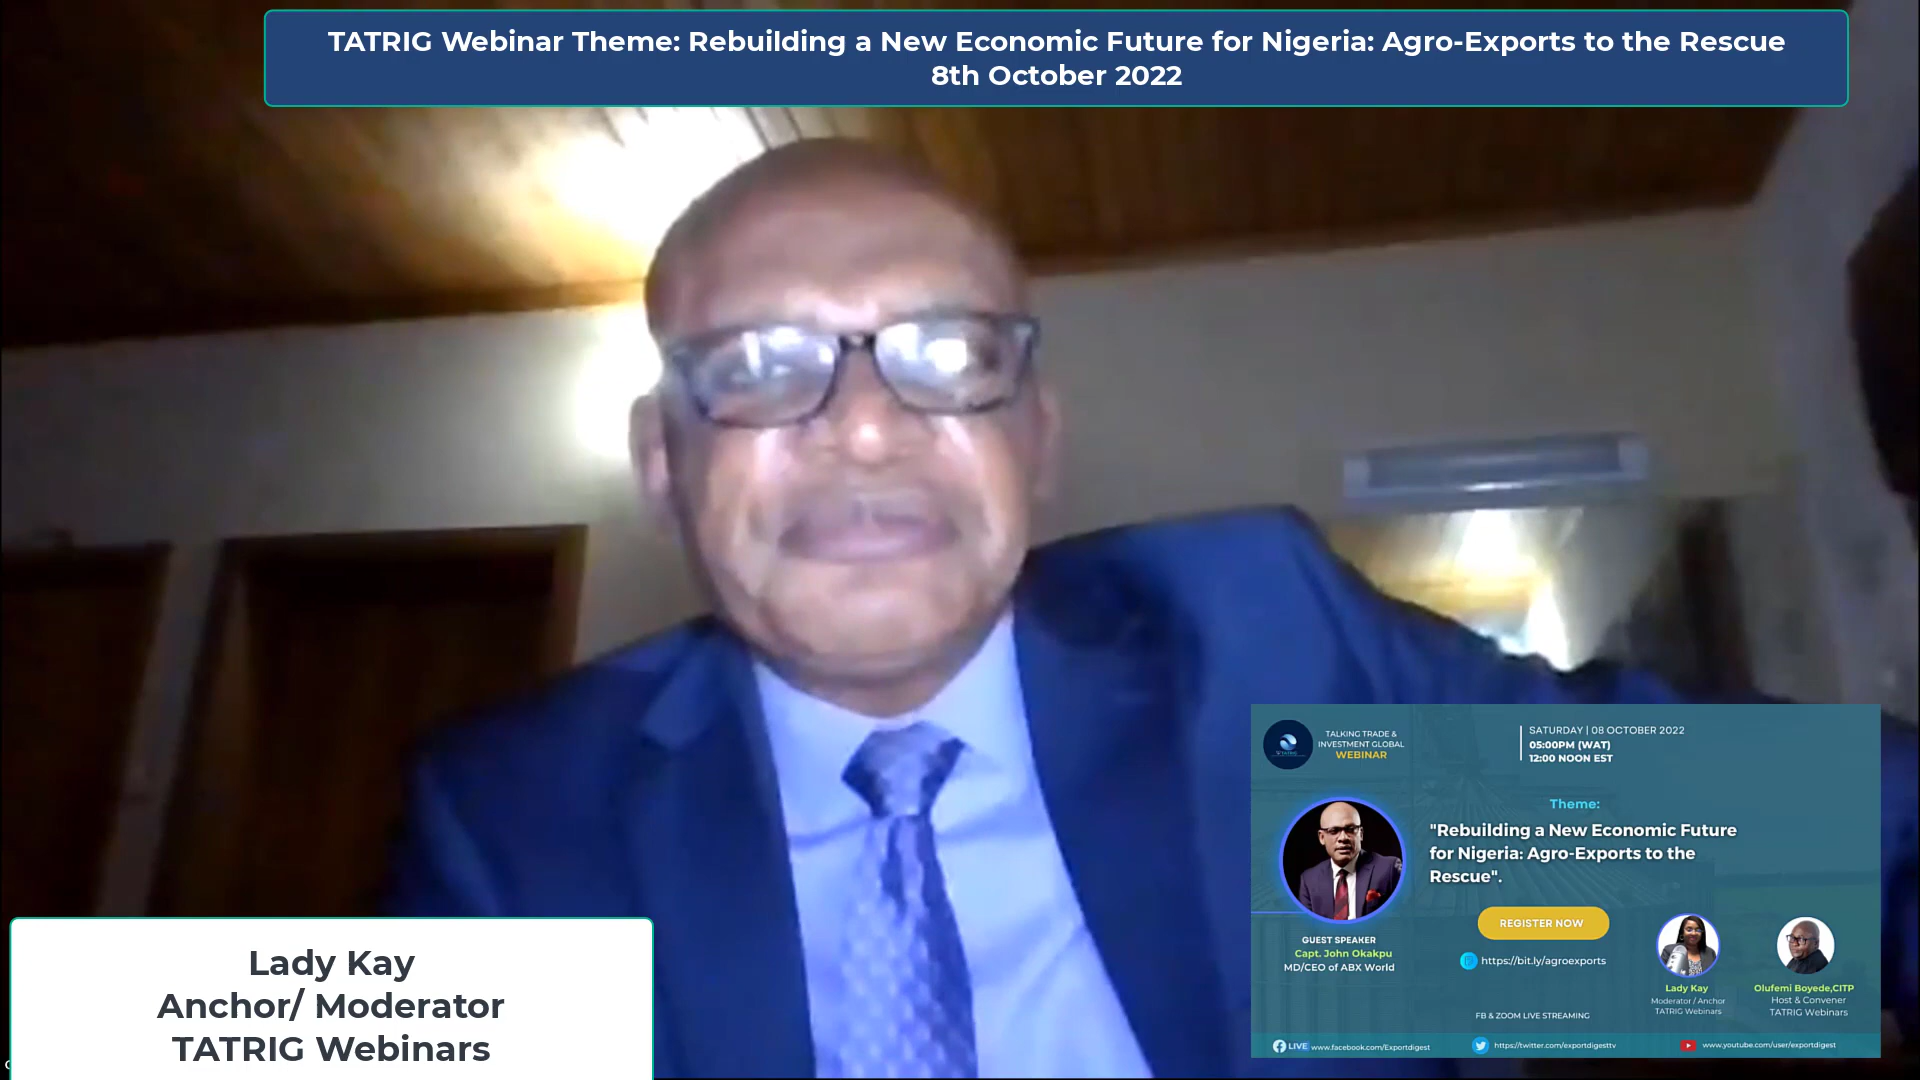 TATRIG Webinar Theme: Rebuilding a New Economic Future for Nigeria: Agro-Exports to the Rescue
8th October 2022
TALKING TRADE &
INVESTMENT GLOBAL
WEBINAR
SATURDAY | 08 OCTOBER 2022
05:00PM (WAT)
12:00 NOON EST
Theme:
"Rebuilding a New Economic Future
for Nigeria: Agro-Exports to the
Rescue".
REGISTER NOW
https://bit.ly/agroexports
GUEST SPEAKER
Capt. John Okakpu
MD/CEO of ABX World
Lady Kay
Moderator / Anchor
TATRIG Webinars
Olufemi Boyede,CITP
Host & Convener
TATRIG Webinars
FB & ZOOM LIVE STREAMING
LIVE www.facebook.com/Exportdigest
https://twitter.com/exportdigesttv
www.youtube.com/user/exportdigest
Lady Kay
Anchor/ Moderator
TATRIG Webinars